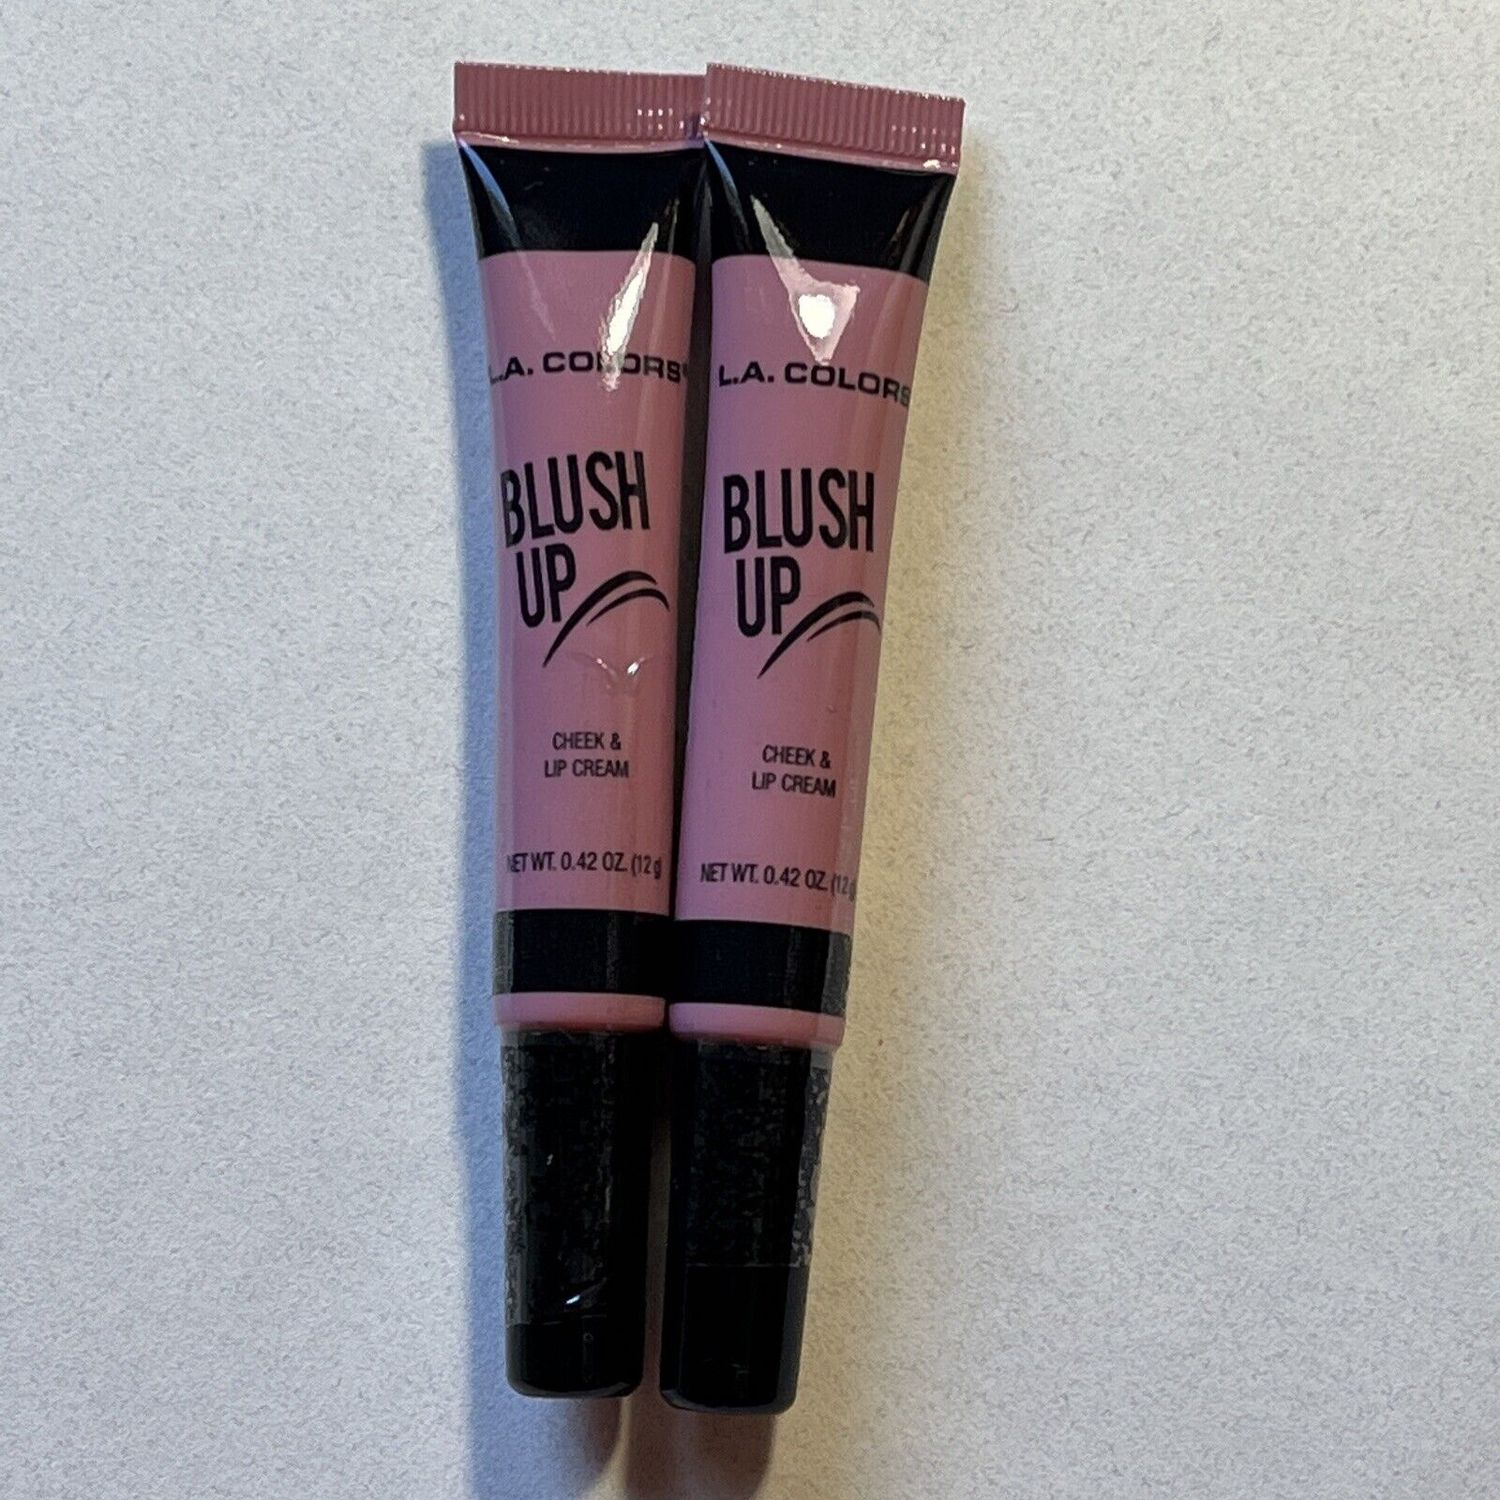 L.A. COLORS
BLUSH
UP
CHEEK &
LIP CREAM
NET WT. 0.42 OZ. (12 g)
L.A. COLORS
BLUSH
UP
CHEEK &
LIP CREAM
NET WT. 0.42 OZ. (12 g